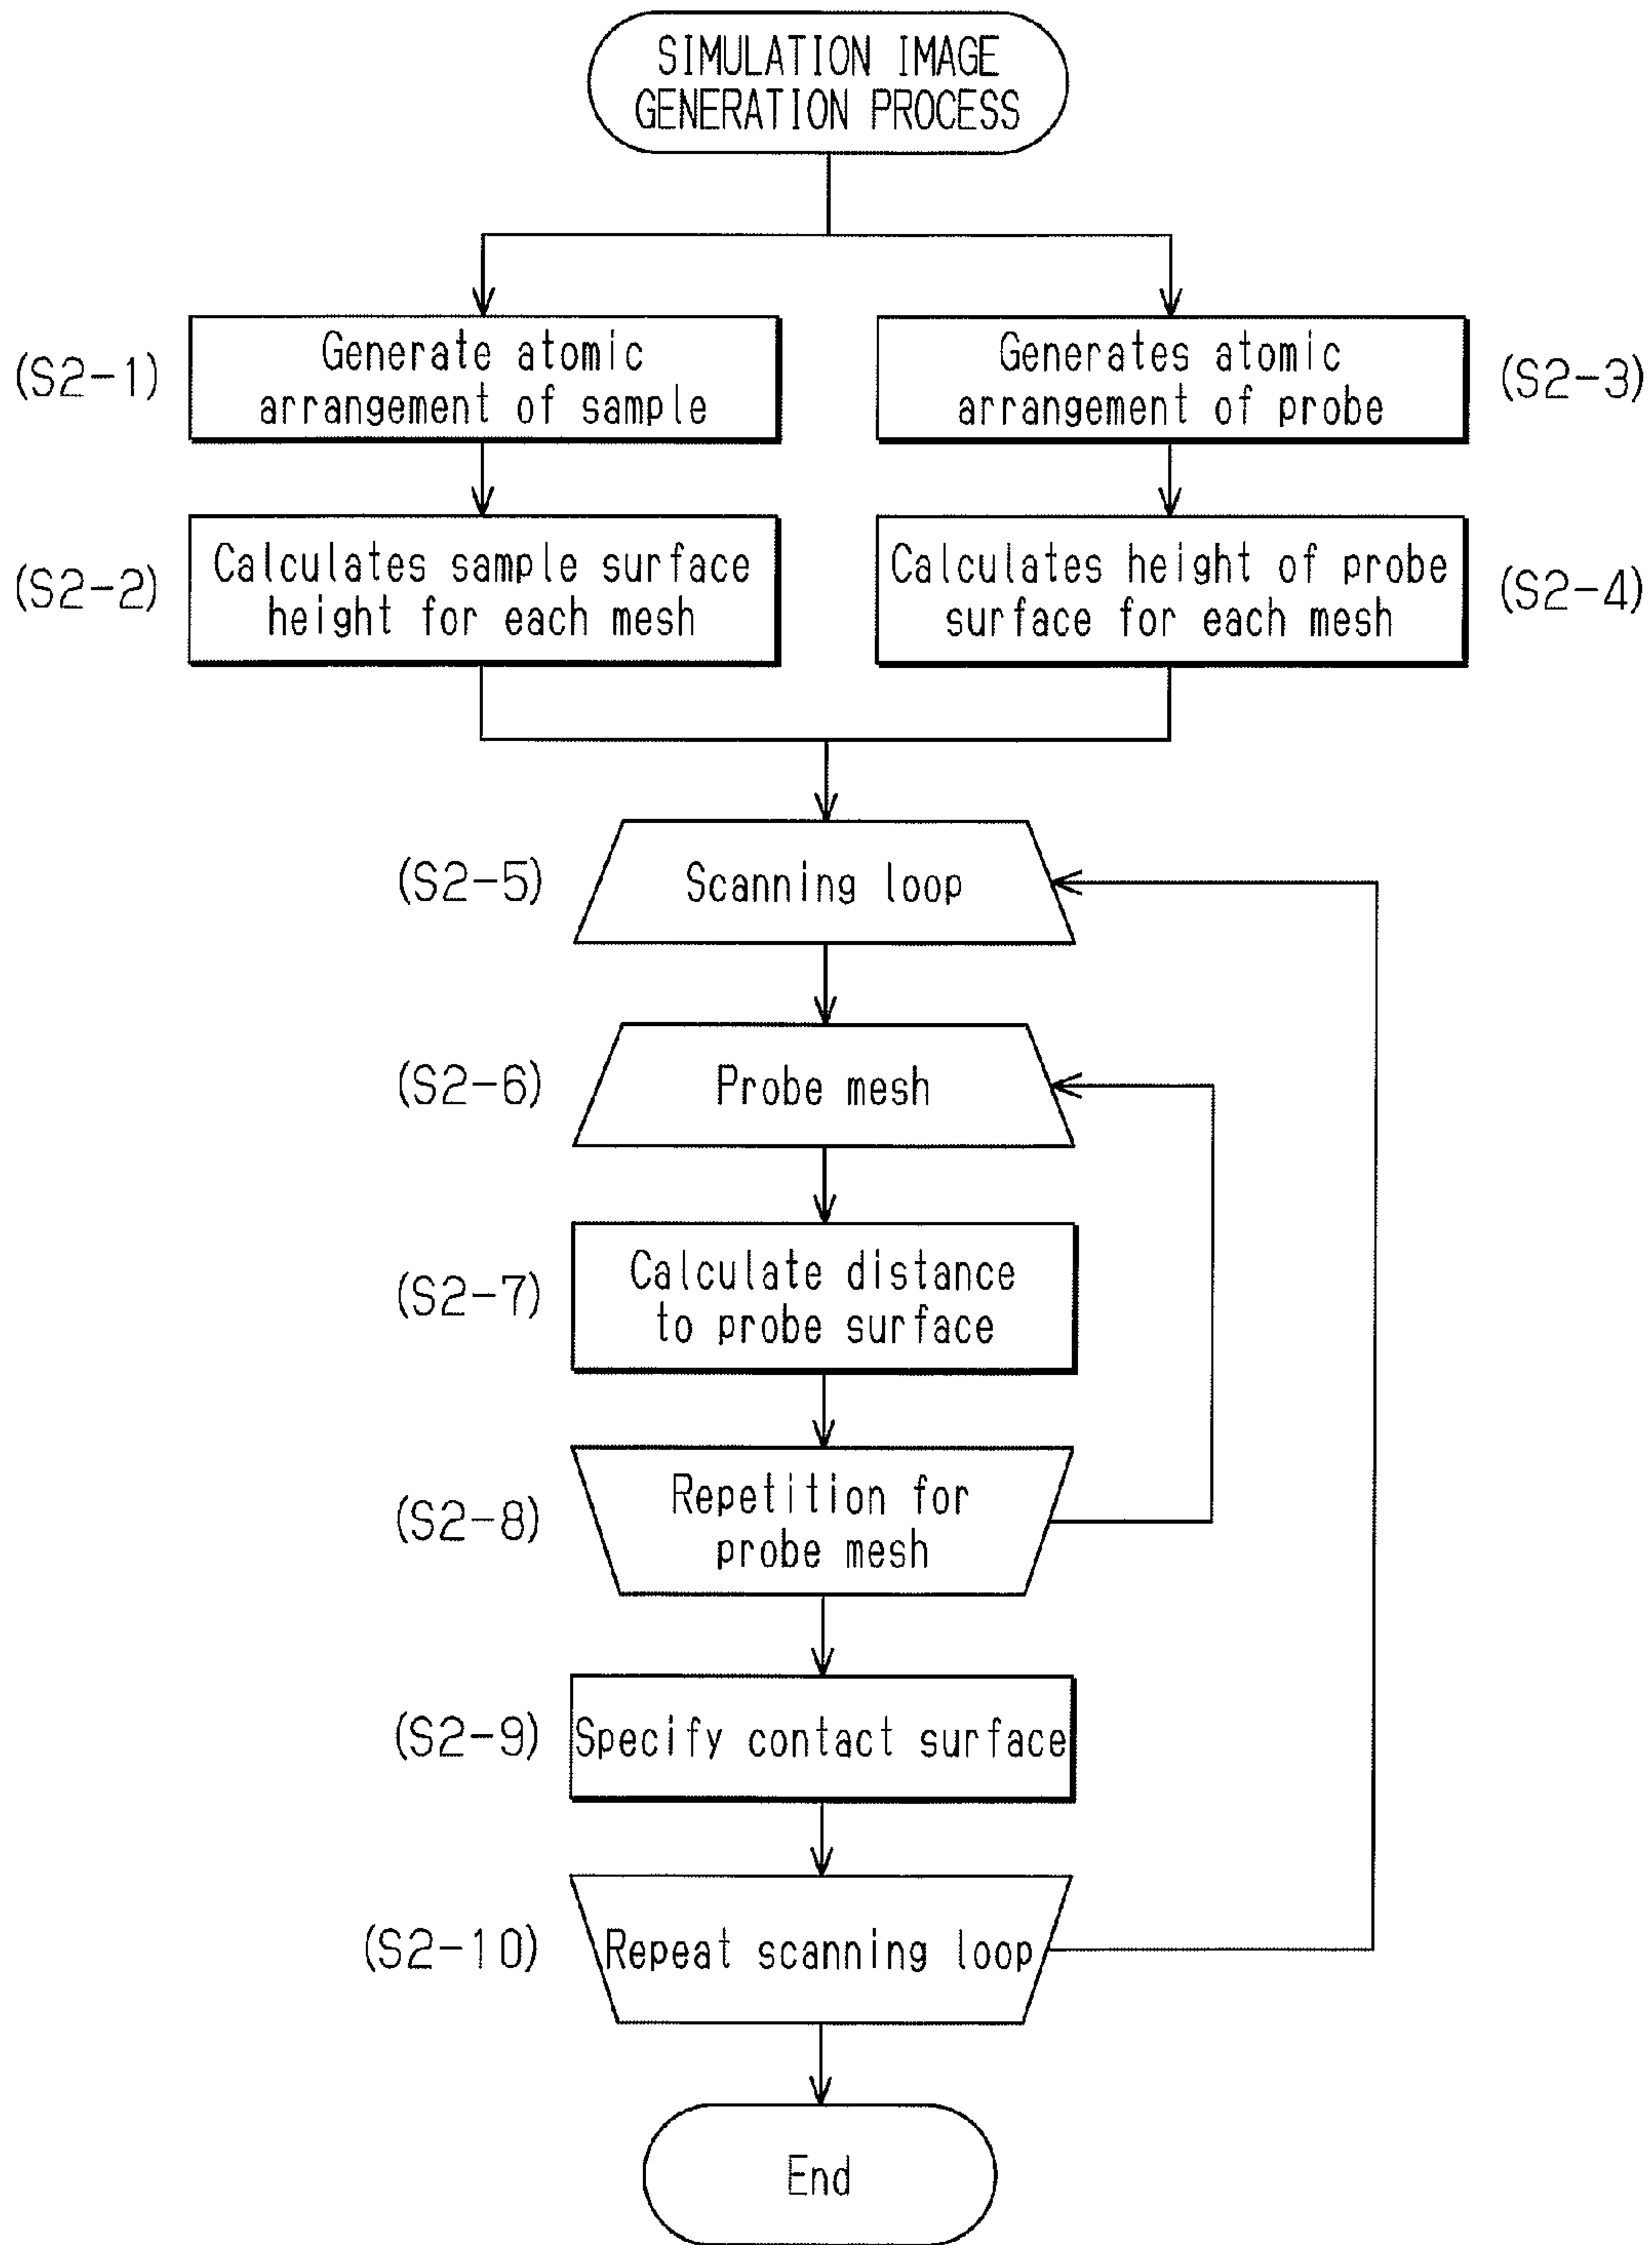 SIMULATION IMAGE
GENERATION PROCESS
(S2-1)
Generate atomic
arrangement of sample
Generates atomic
arrangement of probe
(S2-3)
(S2-2)
Calculates sample surface
height for each mesh
Calculates height of probe
surface for each mesh
(S2-4)
(S2-5)
Scanning loop
(S2-6)
Probe mesh
(S2-7)
Calculate distance
to probe surface
(S2-8)
Repetition for
probe mesh
(S2-9)
Specify contact surface
(S2-10)
Repeat scanning loop
End